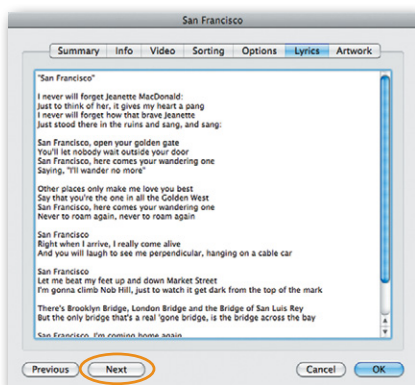 San Francisco
Summary Info Video Sorting Options Lyrics Artwork
"San Francisco"
I never will forget Jeanette MacDonald:
Just to think of her, it gives my heart a pang
I never will forget how that brave Jeanette
Just stood there in the ruins and sang, and sang:
San Francisco, open your golden gate
You'll let nobody wait outside your door
San Francisco, here comes your wandering one
Saying, "I'll wander no more"
Other places only make me love you best
Say that you're the one in all the Golden West
San Francisco, here comes your wandering one
Never to roam again, never to roam again
San Francisco
Right when I arrive, I really come alive
And you will laugh to see me perpendicular, hanging on a cable car
San Francisco
Let me beat my feet up and down Market Street
I'm gonna climb Nob Hill, just to watch it get dark from the top of the mark
There's Brooklyn Bridge, London Bridge and the Bridge of San Luis Rey
But the only bridge that's a real 'gone bridge, is the bridge across the bay
San Francisco, I'm coming home again
Previous Next Cancel OK